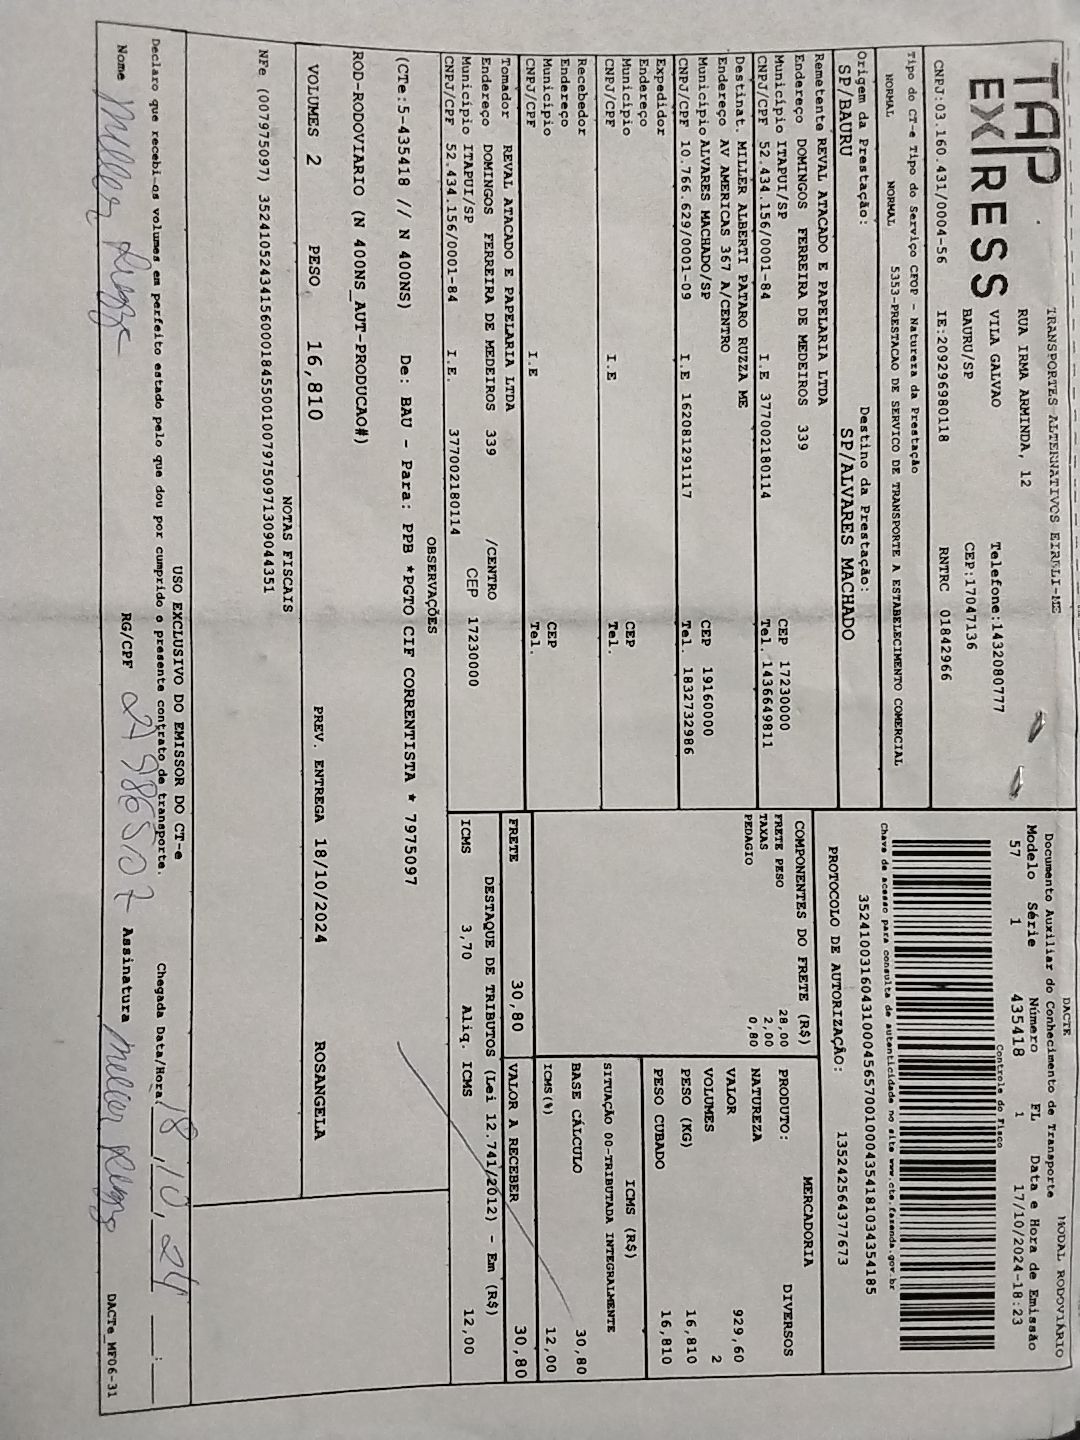 TAP EXPRESS
TRANSPORTES ALTERNATIVOS EIRELI-ME
RUA IRMA ARMINDA, 12
VILA GALVAO Telefone:1432080777
BAURU/SP CEP:17047136
CNPJ:03.160.431/0004-56 IE:209296980118 RNTRC 01842966
Tipo do CT-e Tipo do Serviço CFOP - Natureza da Prestação
NORMAL NORMAL 5353-PRESTACAO DE SERVICO DE TRANSPORTE A ESTABELECIMENTO COMERCIAL
Origem da Prestação: Destino da Prestação:
SP/BAURU SP/ALVARES MACHADO
Remetente REVAL ATACADO E PAPELARIA LTDA
Endereço DOMINGOS FERREIRA DE MEDEIROS 339
Município ITAPUI/SP CEP 17230000
CNPJ/CPF 52.434.156/0001-84 I.E 377002180114 Tel. 1436649811
Destinat. MILLER ALBERTI PATARO RUZZA ME
Endereço AV AMERICAS 367 A/CENTRO
Município ALVARES MACHADO/SP CEP 19160000
CNPJ/CPF 10.766.629/0001-09 I.E 162081291117 Tel. 1832732986
Expedidor
Endereço
Município CEP
CNPJ/CPF I.E Tel.
Recebedor
Endereço
Município CEP
CNPJ/CPF I.E Tel.
Tomador REVAL ATACADO E PAPELARIA LTDA
Endereço DOMINGOS FERREIRA DE MEDEIROS 339 /CENTRO
Município ITAPUI/SP CEP 17230000
CNPJ/CPF 52.434.156/0001-84 I.E. 377002180114
DACTE MODAL RODOVIÁRIO
Documento Auxiliar do Conhecimento de Transporte
Modelo Série Número FL Data e Hora de Emissão
57 1 435418 1 17/10/2024-18:23
Controle do Fisco
Chave de acesso para consulta de autenticidade no site www.cte.fazenda.gov.br
35241003160431000456570010004354181034354185
PROTOCOLO DE AUTORIZAÇÃO: 135242564377673
COMPONENTES DO FRETE (R$)
FRETE PESO 28,00
TAXAS 2,00
PEDAGIO 0,80
PRODUTO: MERCADORIA DIVERSOS
NATUREZA
VALOR 929,60
VOLUMES 2
PESO (KG) 16,810
PESO CUBADO 16,810
ICMS (R$)
SITUAÇÃO 00-TRIBUTADA INTEGRALMENTE
BASE CÁLCULO 30,80
ICMS(%) 12,00
FRETE 30,80 VALOR A RECEBER 30,80
DESTAQUE DE TRIBUTOS (Lei 12.741/2012) - Em (R$)
ICMS 3,70 Aliq. ICMS 12,00
OBSERVAÇÕES
(CTe:5-435418 // N 400NS) De: BAU - Para: PPB *PGTO CIF CORRENTISTA * 7975097
ROD-RODOVIARIO (N 400NS_AUT-PRODUCAO#)
VOLUMES 2 PESO 16,810 PREV. ENTREGA 18/10/2024 ROSANGELA
NOTAS FISCAIS
NFe (007975097) 35241052434156000184550010079750971309044351
USO EXCLUSIVO DO EMISSOR DO CT-e
Declaro que recebi os volumes em perfeito estado pelo que dou por cumprido o presente contrato de transporte. Chegada Data/Hora: 18,10,24 :
Nome Miller Ruzza RG/CPF 27986507 Assinatura Miller Ruzza
DACTe_MF06-31